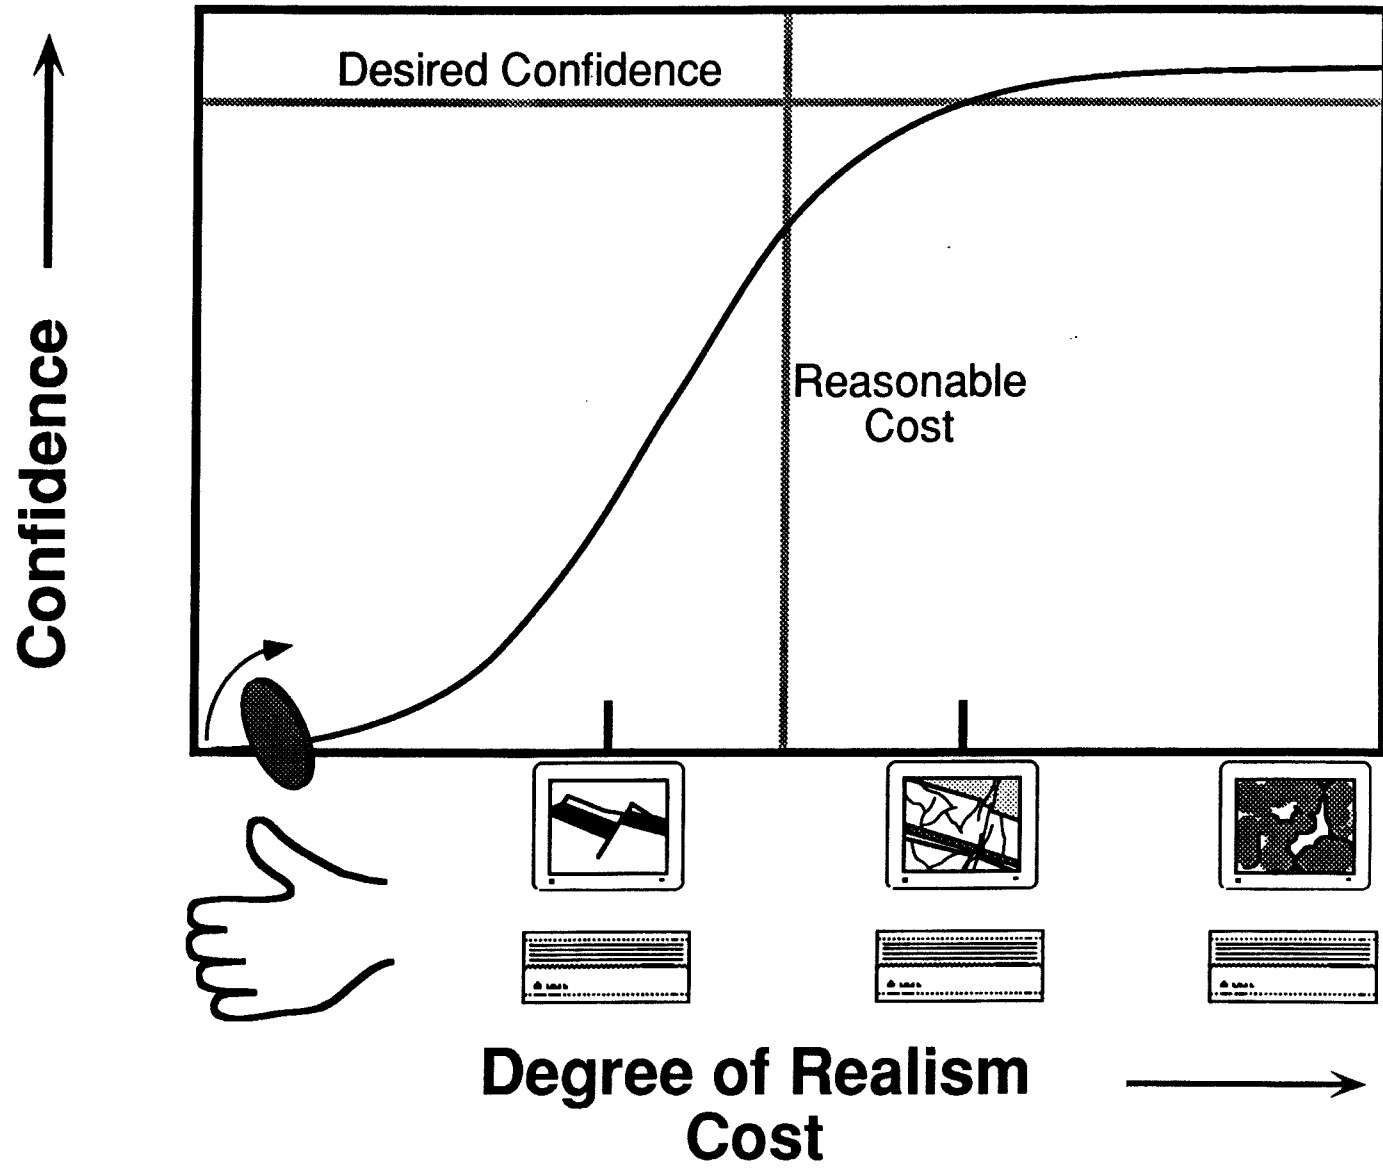 Desired Confidence
Reasonable
Cost
Confidence
Degree of Realism
Cost